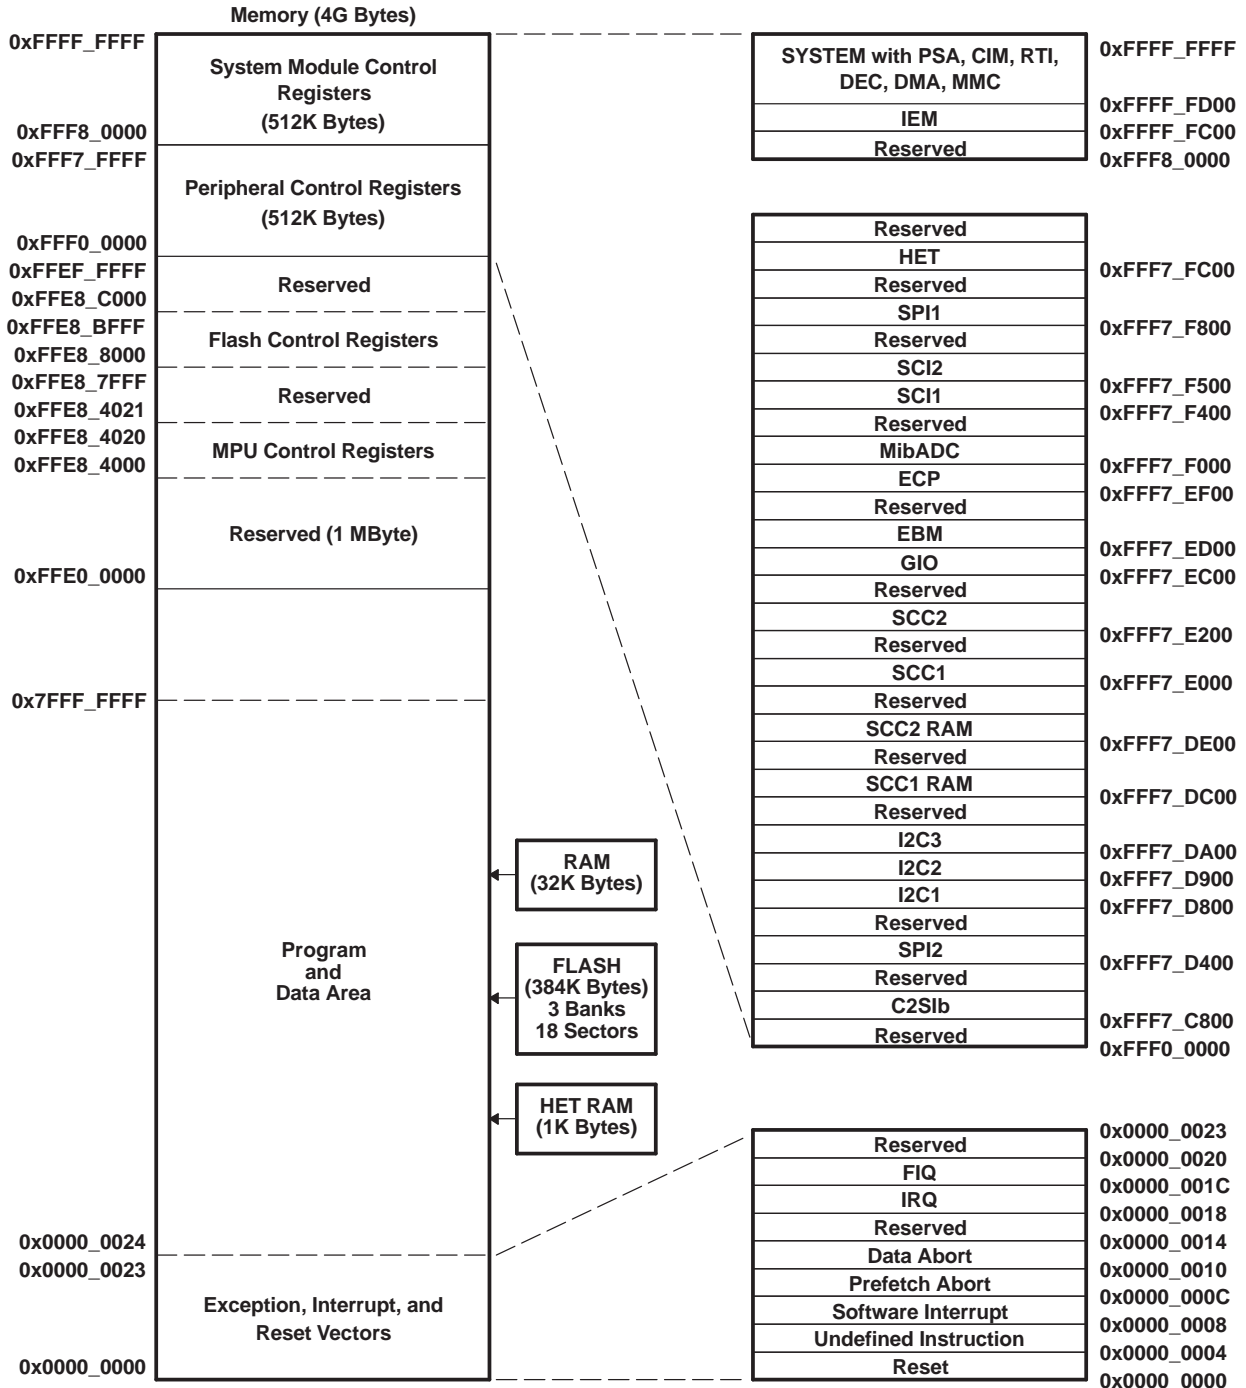 Memory (4G Bytes)
0xFFFF_FFFF
System Module Control
Registers
(512K Bytes)
0xFFF8_0000
0xFFF7_FFFF
Peripheral Control Registers
(512K Bytes)
0xFFF0_0000
0xFFEF_FFFF
Reserved
0xFFE8_C000
0xFFE8_BFFF
Flash Control Registers
0xFFE8_8000
0xFFE8_7FFF
Reserved
0xFFE8_4021
0xFFE8_4020
MPU Control Registers
0xFFE8_4000
Reserved (1 MByte)
0xFFE0_0000
0x7FFF_FFFF
Program
and
Data Area
0x0000_0024
0x0000_0023
Exception, Interrupt, and
Reset Vectors
0x0000_0000
RAM
(32K Bytes)
FLASH
(384K Bytes)
3 Banks
18 Sectors
HET RAM
(1K Bytes)
SYSTEM with PSA, CIM, RTI,
DEC, DMA, MMC
0xFFFF_FFFF
0xFFFF_FD00
IEM
0xFFFF_FC00
Reserved
0xFFF8_0000
Reserved
HET
0xFFF7_FC00
Reserved
SPI1
0xFFF7_F800
Reserved
SCI2
0xFFF7_F500
SCI1
0xFFF7_F400
Reserved
MibADC
0xFFF7_F000
ECP
0xFFF7_EF00
Reserved
EBM
0xFFF7_ED00
GIO
0xFFF7_EC00
Reserved
SCC2
0xFFF7_E200
Reserved
SCC1
0xFFF7_E000
Reserved
SCC2 RAM
0xFFF7_DE00
Reserved
SCC1 RAM
0xFFF7_DC00
Reserved
I2C3
0xFFF7_DA00
I2C2
0xFFF7_D900
I2C1
0xFFF7_D800
Reserved
SPI2
0xFFF7_D400
Reserved
C2SIb
0xFFF7_C800
Reserved
0xFFF0_0000
0x0000_0023
Reserved
0x0000_0020
FIQ
0x0000_001C
IRQ
0x0000_0018
Reserved
0x0000_0014
Data Abort
0x0000_0010
Prefetch Abort
0x0000_000C
Software Interrupt
0x0000_0008
Undefined Instruction
0x0000_0004
Reset
0x0000_0000